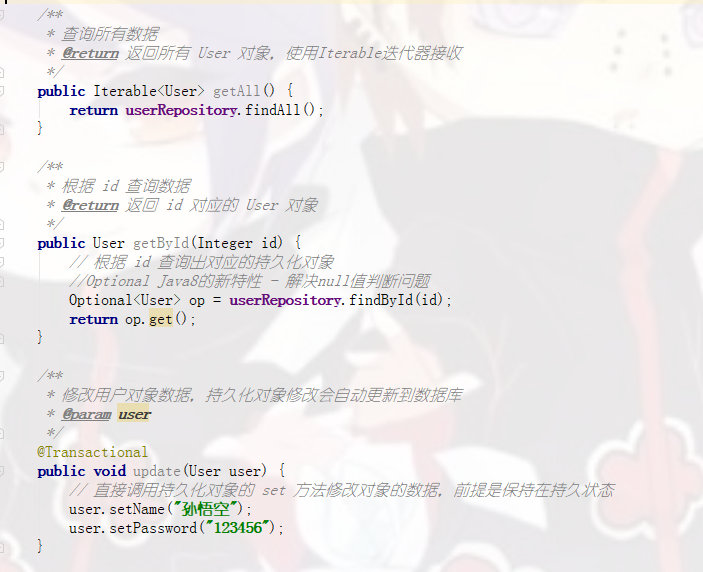 /**
* 查询所有数据
* @return 返回所有 User 对象，使用Iterable迭代器接收
*/
public Iterable<User> getAll() {
return userRepository.findAll();
}
/**
* 根据 id 查询数据
* @return 返回 id 对应的 User 对象
*/
public User getById(Integer id) {
// 根据 id 查询出对应的持久化对象
//Optional Java8的新特性 - 解决null值判断问题
Optional<User> op = userRepository.findById(id);
return op.get();
}
/**
* 修改用户对象数据，持久化对象修改会自动更新到数据库
* @param user
*/
@Transactional
public void update(User user) {
// 直接调用持久化对象的 set 方法修改对象的数据，前提是保持在持久状态
user.setName("孙悟空");
user.setPassword("123456");
}